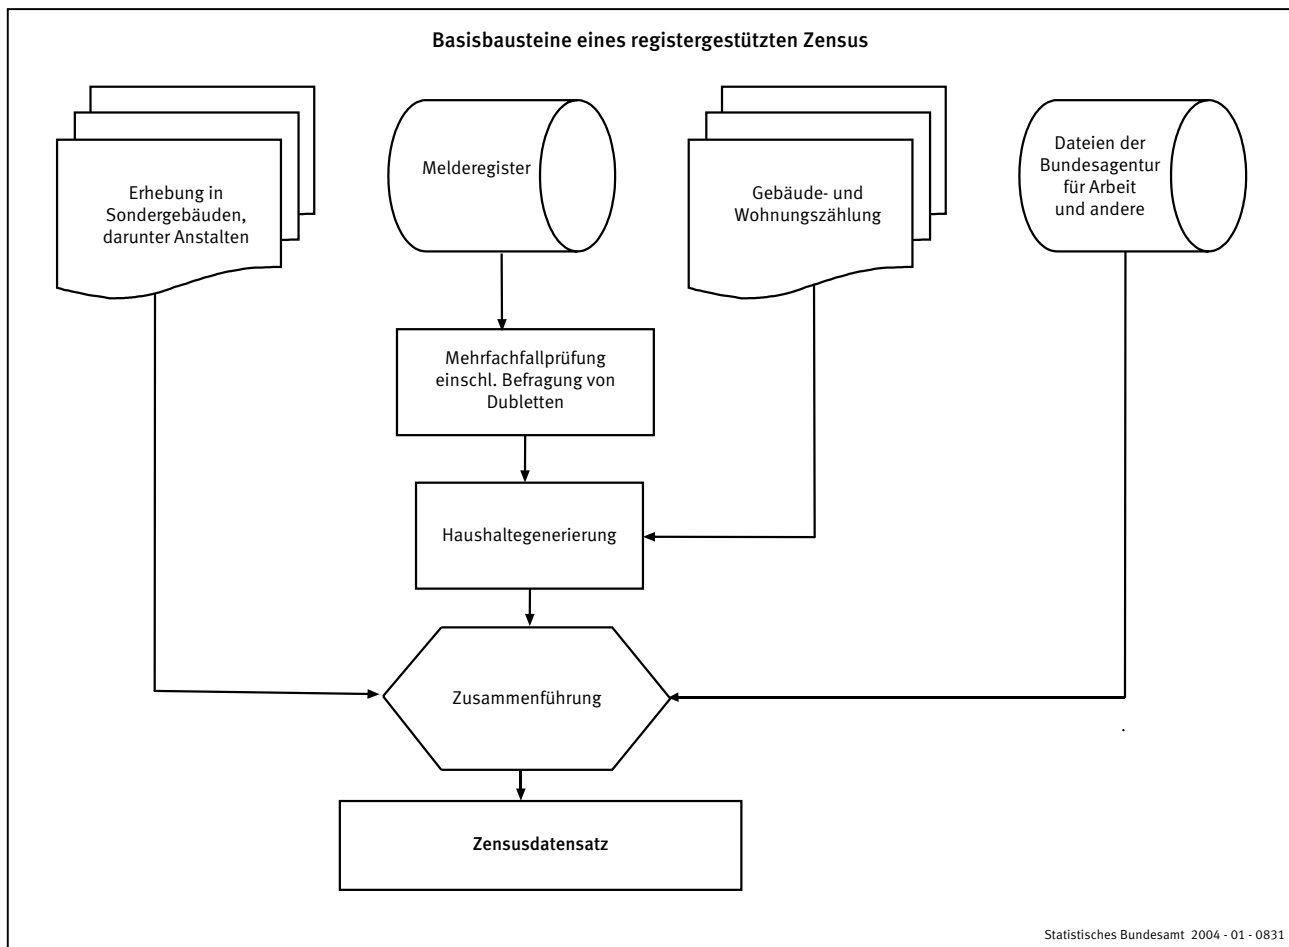 Basisbausteine eines registergestützten Zensus
Erhebung in
Sondergebäuden,
darunter Anstalten
Melderegister
Gebäude- und
Wohnungszählung
Dateien der
Bundesagentur
für Arbeit
und andere
Mehrfachfallprüfung
einschl. Befragung von
Dubletten
Haushaltegenerierung
Zusammenführung
.
Zensusdatensatz
Statistisches Bundesamt 2004 - 01 - 0831